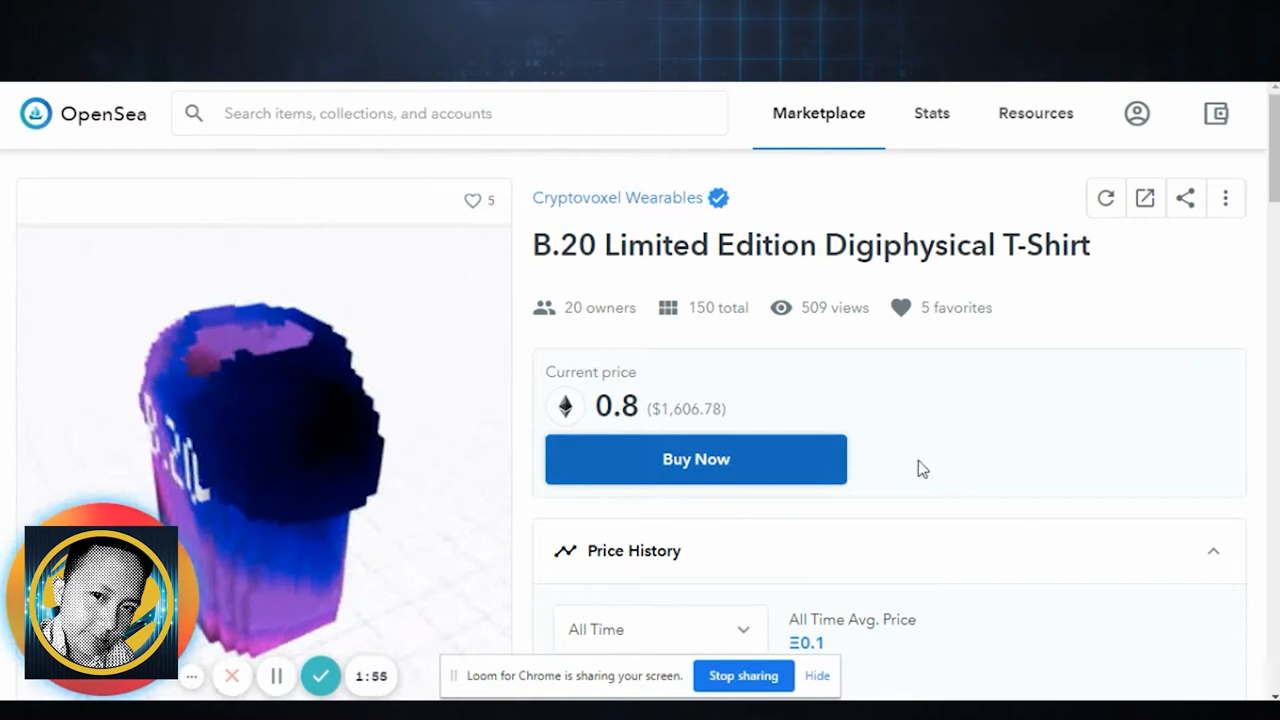 OpenSea
Search items, collections, and accounts
Marketplace
Stats
Resources
5
Cryptovoxel Wearables
B.20 Limited Edition Digiphysical T-Shirt
20 owners
150 total
509 views
5 favorites
Current price
0.8 ($1,606.78)
Buy Now
B.20
Price History
All Time
All Time Avg. Price
Ξ0.1
1:55
Loom for Chrome is sharing your screen.
Stop sharing
Hide